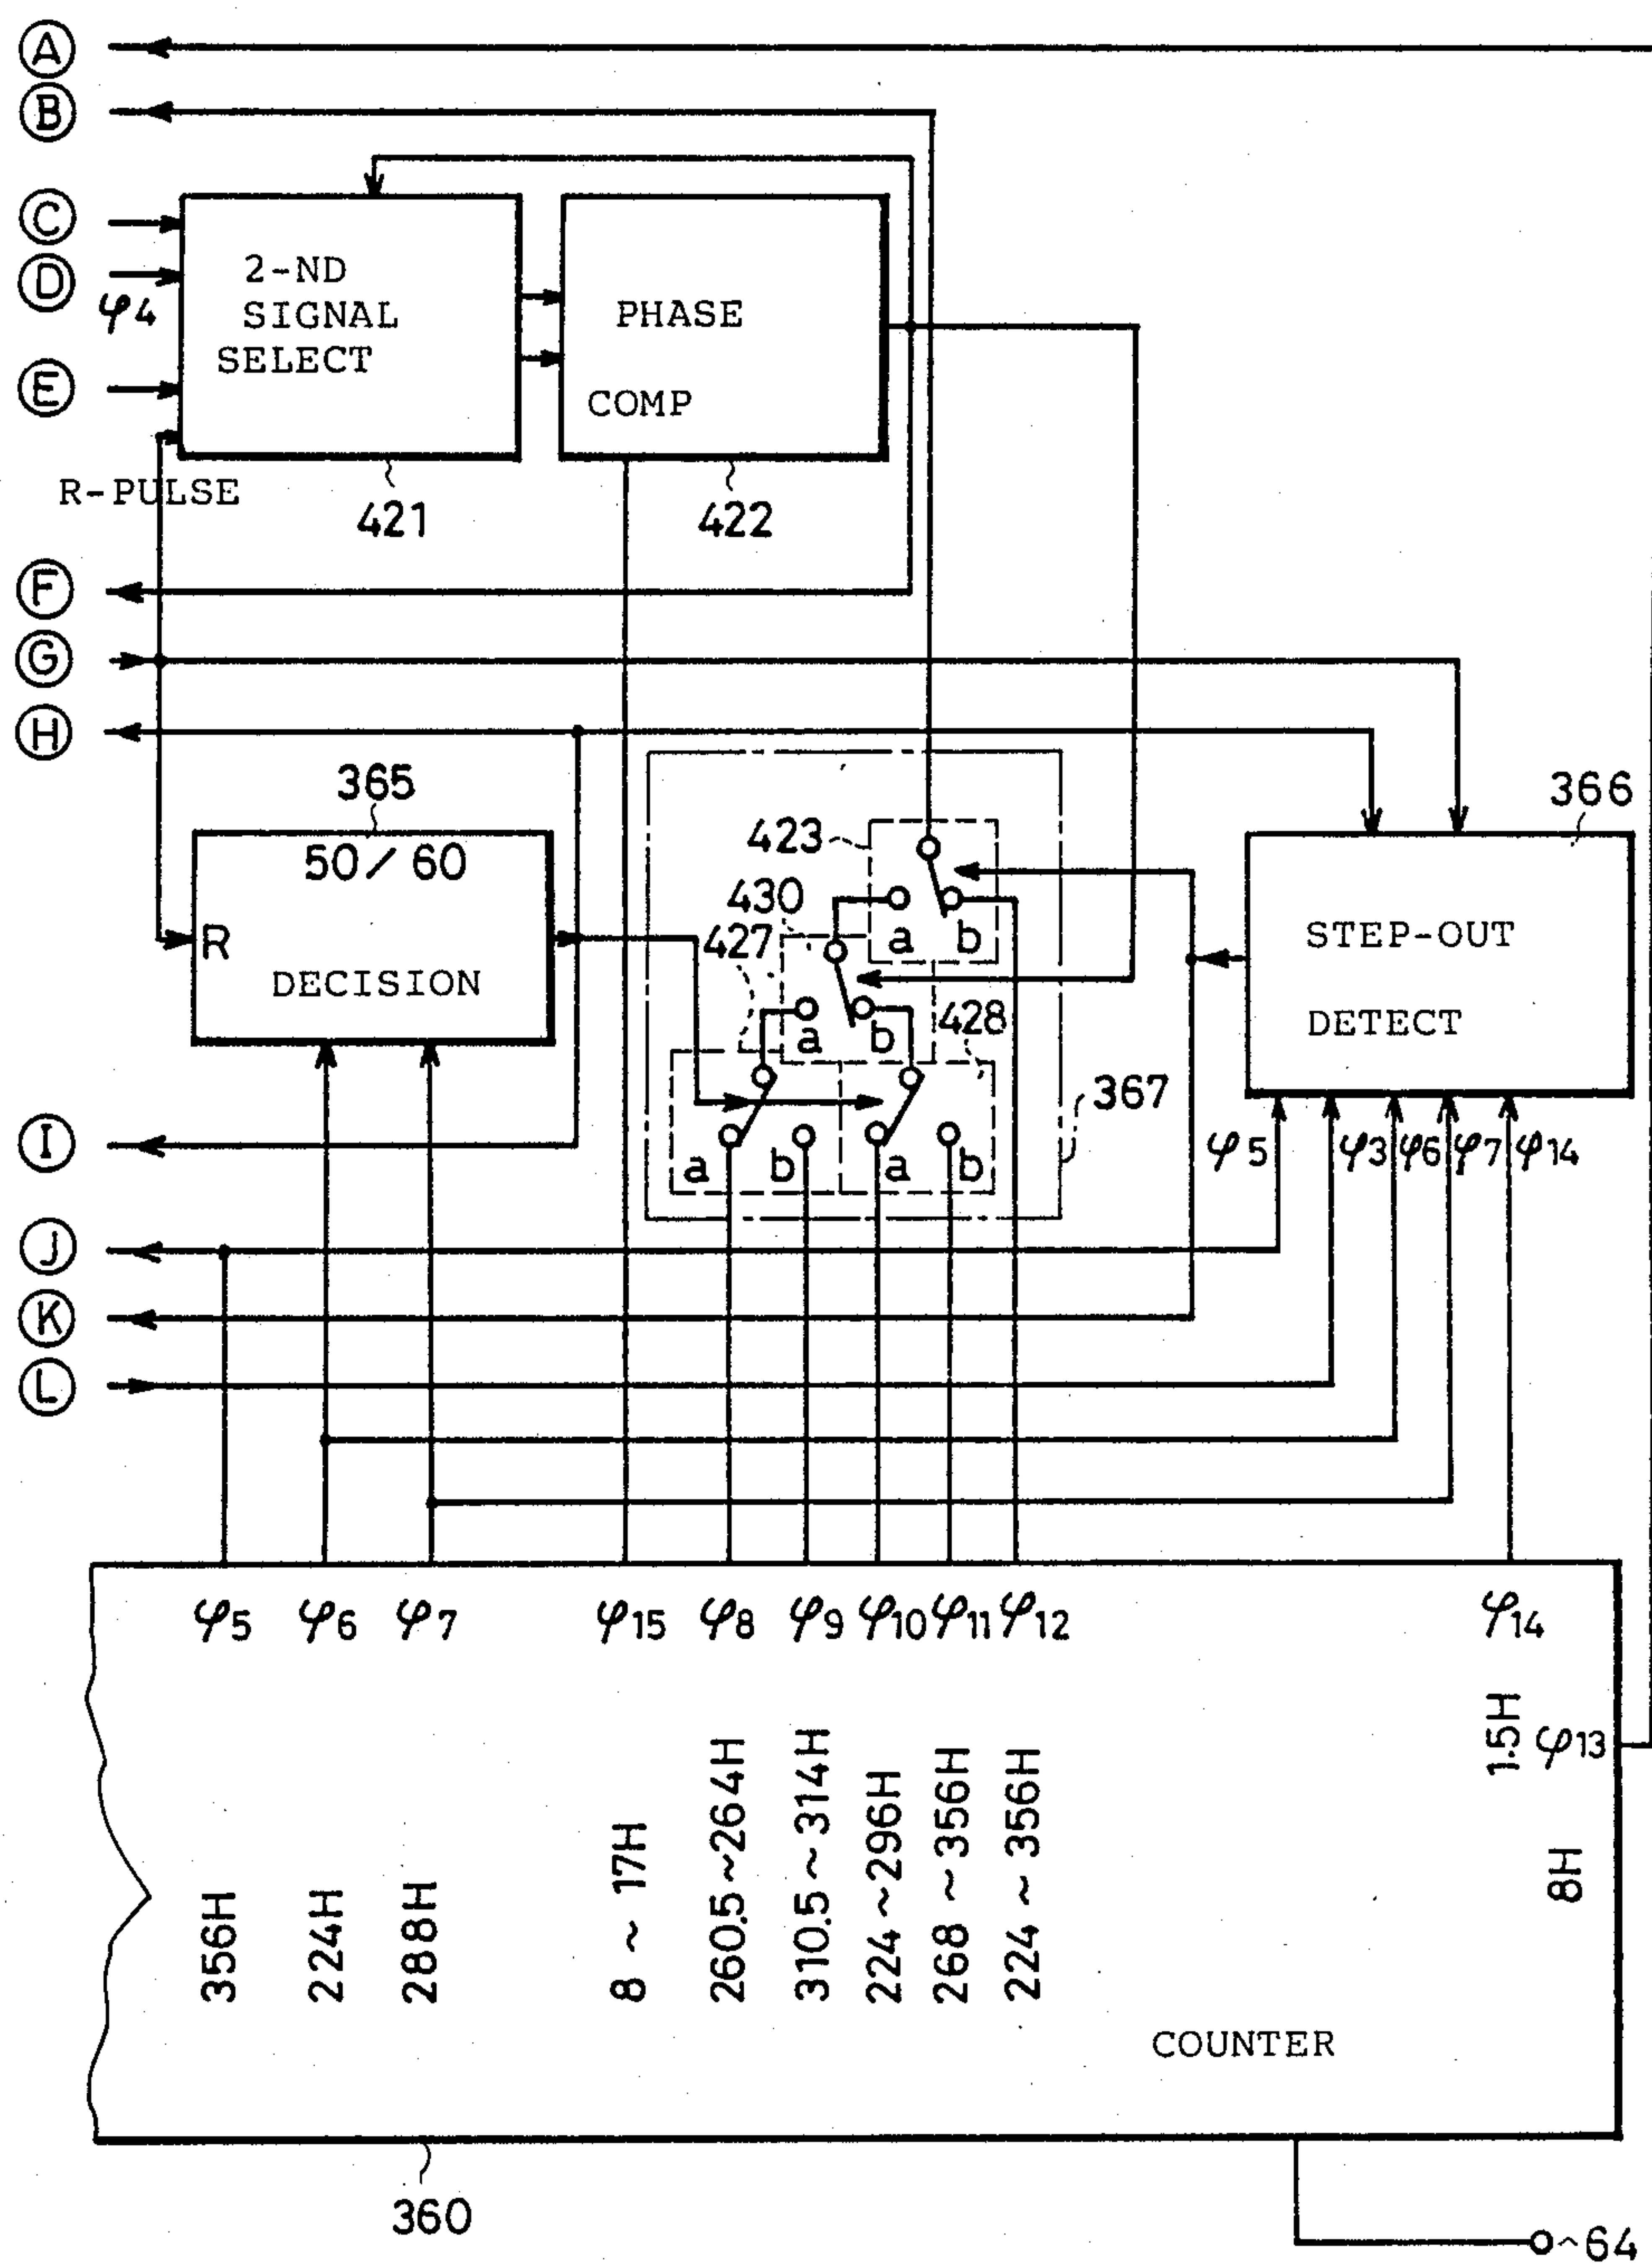 A
B
C
D
φ4
E
2-ND
SIGNAL
SELECT
PHASE
COMP
R-PULSE
421
422
F
G
H
365
366
50/60
R
DECISION
423
a b
430
427
a b
428
a b
a b
367
STEP-OUT
DETECT
I
φ5 φ3 φ6 φ7 φ14
J
K
L
φ5 φ6 φ7 φ15 φ8 φ9 φ10 φ11 φ12 φ14
φ13
356H
224H
288H
8 ~ 17H
260.5~264H
310.5~314H
224~296H
268~356H
224~356H
1.5H
8H
COUNTER
360
64